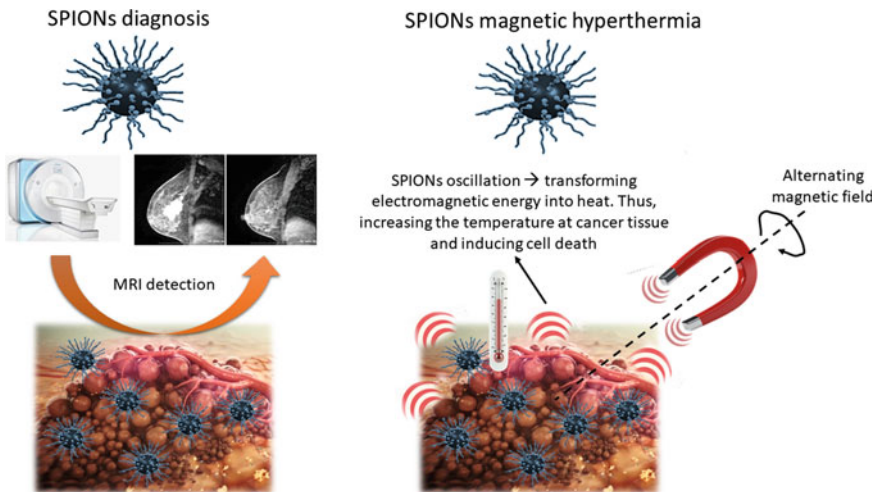 SPIONs diagnosis
SPIONs magnetic hyperthermia
MRI detection
SPIONs oscillation → transforming
electromagnetic energy into heat. Thus,
increasing the temperature at cancer tissue
and inducing cell death
Alternating
magnetic field